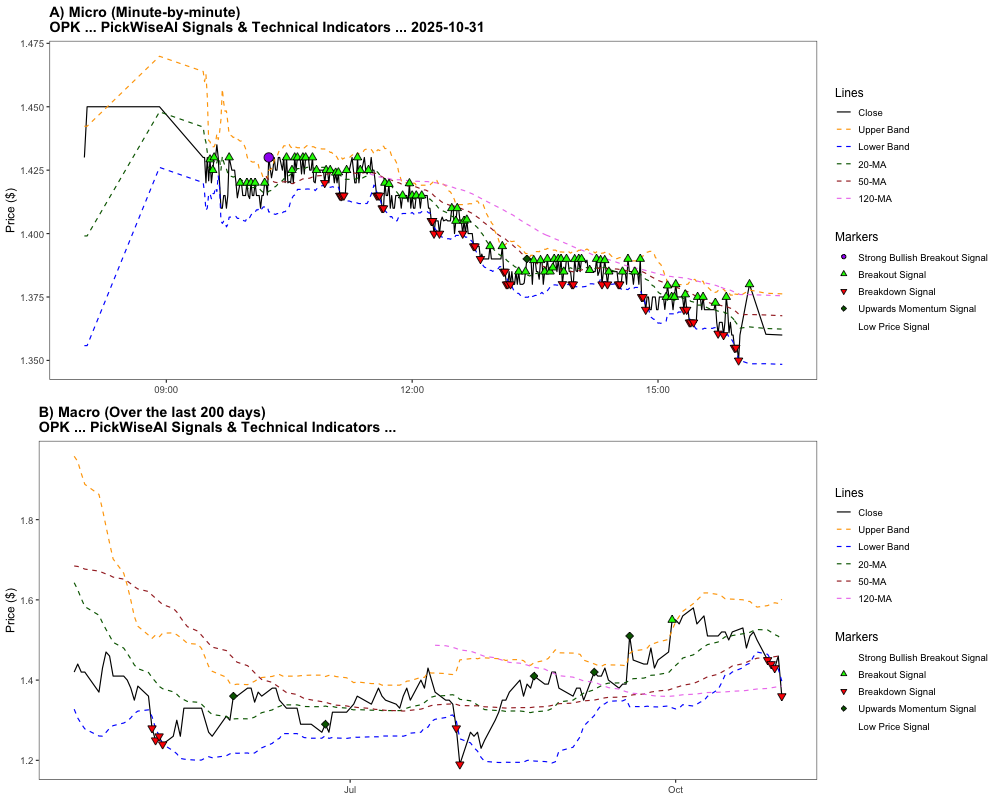 A) Micro (Minute-by-minute)
OPK ... PickWiseAI Signals & Technical Indicators ... 2025-10-31
1.475
1.450
1.425
1.400
1.375
1.350
Price ($)
09:00
12:00
15:00
Lines
Close
Upper Band
Lower Band
20-MA
50-MA
120-MA
Markers
Strong Bullish Breakout Signal
Breakout Signal
Breakdown Signal
Upwards Momentum Signal
Low Price Signal
B) Macro (Over the last 200 days)
OPK ... PickWiseAI Signals & Technical Indicators ...
1.8
1.6
1.4
1.2
Price ($)
Jul
Oct
Lines
Close
Upper Band
Lower Band
20-MA
50-MA
120-MA
Markers
Strong Bullish Breakout Signal
Breakout Signal
Breakdown Signal
Upwards Momentum Signal
Low Price Signal